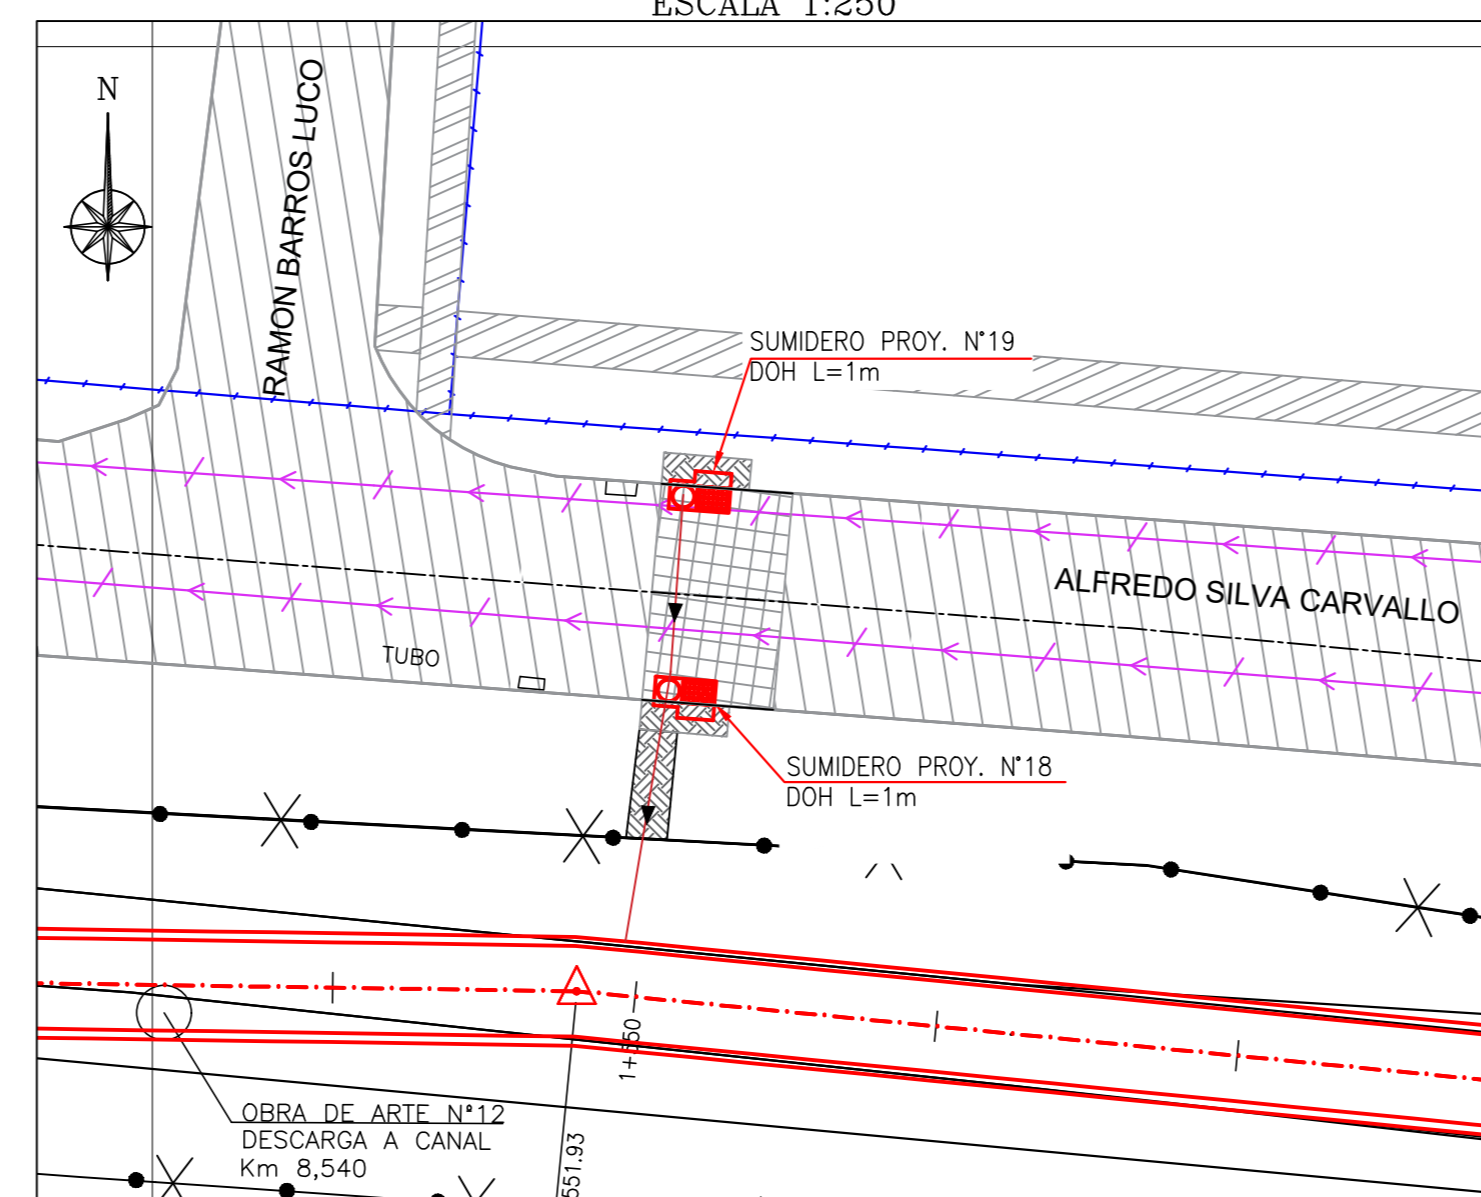 ESCALA 1:250
N
RAMON BARROS LUCO
SUMIDERO PROY. N°19
DOH L=1m
ALFREDO SILVA CARVALLO
TUBO
SUMIDERO PROY. N°18
DOH L=1m
1+550
OBRA DE ARTE N°12
DESCARGA A CANAL
Km 8,540
551.93